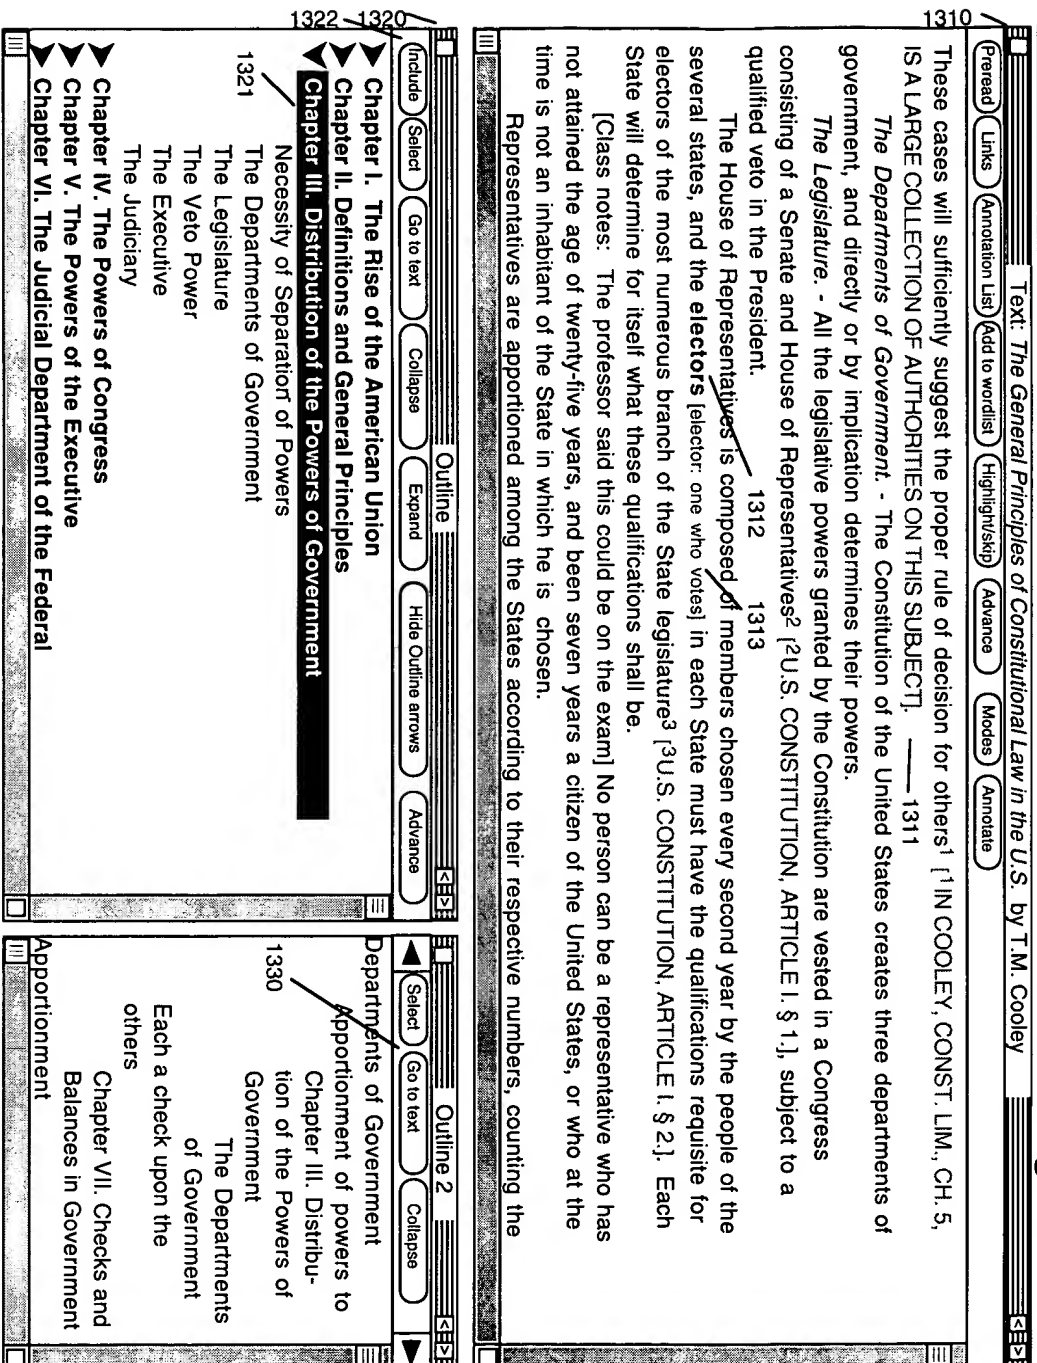 1310
Text: The General Principles of Constitutional Law in the U.S. by T.M. Cooley
Preread Links Annotation List Add to wordlist Highlight/skip Advance Modes Annotate
These cases will sufficiently suggest the proper rule of decision for others1 [1IN COOLEY, CONST. LIM., CH. 5,
IS A LARGE COLLECTION OF AUTHORITIES ON THIS SUBJECT]. 1311
The Departments of Government. - The Constitution of the United States creates three departments of
government, and directly or by implication determines their powers.
The Legislature. - All the legislative powers granted by the Constitution are vested in a Congress
consisting of a Senate and House of Representatives2 [2U.S. CONSTITUTION, ARTICLE I. § 1.], subject to a
qualified veto in the President. 1312 1313
The House of Representatives is composed of members chosen every second year by the people of the
several states, and the electors [elector: one who votes] in each State must have the qualifications requisite for
electors of the most numerous branch of the State legislature3 [3U.S. CONSTITUTION, ARTICLE I. § 2.]. Each
State will determine for itself what these qualifications shall be.
[Class notes: The professor said this could be on the exam] No person can be a representative who has
not attained the age of twenty-five years, and been seven years a citizen of the United States, or who at the
time is not an inhabitant of the State in which he is chosen.
Representatives are apportioned among the States according to their respective numbers, counting the
1320
1322
Outline
Include Select Go to text Collapse Expand Hide Outline arrows Advance
Chapter I. The Rise of the American Union
Chapter II. Definitions and General Principles
Chapter III. Distribution of the Powers of Government
1321
Necessity of Separation of Powers
The Departments of Government
The Legislature
The Veto Power
The Executive
The Judiciary
Chapter IV. The Powers of Congress
Chapter V. The Powers of the Executive
Chapter VI. The Judicial Department of the Federal
Outline 2
Select Go to text Collapse
Departments of Government
Apportionment of powers to
Chapter III. Distribu-
tion of the Powers of
Government
1330
The Departments
of Government
Each a check upon the
others
Chapter VII. Checks and
Balances in Government
Apportionment